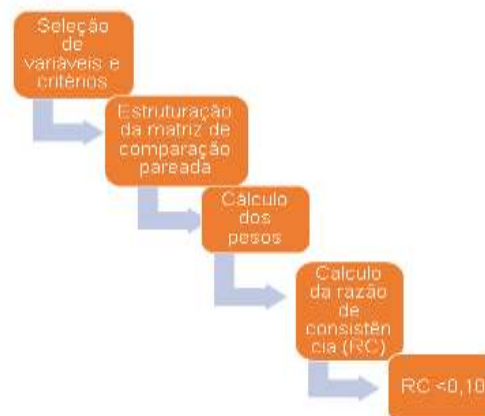 Seleção
de
variáveis e
critérios
Estruturação
da matriz de
comparação
pareada
Cálculo
dos
pesos
Calculo
da razão
de
consistên
cia (RC)
RC <0,10